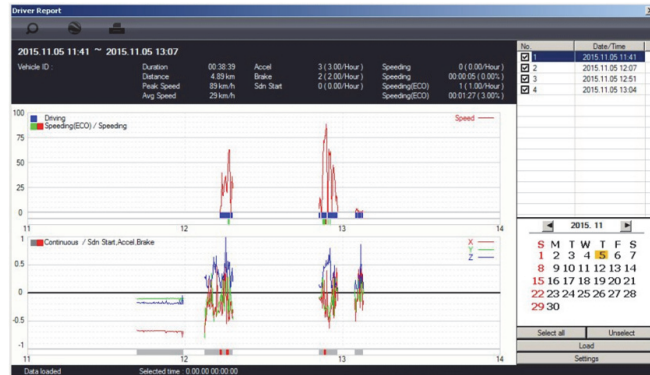 Driver Report
2015.11.05 11:41 ~ 2015.11.05 13:07
Vehicle ID :
Duration 00:38:39 Accel 3 ( 3.00/Hour ) Speeding 0 ( 0.00/Hour )
Distance 4.89 km Brake 2 ( 2.00/Hour ) Speeding 00:00:05 ( 0.00% )
Peak Speed 89 km/h Sdn Start 0 ( 0.00/Hour ) Speeding(ECO) 1 ( 1.00/Hour )
Avg Speed 29 km/h Speeding(ECO) 00:01:27 ( 3.00% )
No. Date/Time
1 2015.11.05 11:41
2 2015.11.05 12:07
3 2015.11.05 12:51
4 2015.11.05 13:04
100 Driving Speed
Speeding(ECO) / Speeding
75
50
25
0
11 12 13 14
1 Continuous / Sdn Start,Accel,Brake X
Y
Z
0.5
0
-0.5
-1
11 12 13 14
2015. 11
S M T W T F S
1 2 3 4 5 6 7
8 9 10 11 12 13 14
15 16 17 18 19 20 21
22 23 24 25 26 27 28
29 30
Select all Unselect
Load
Settings
Data loaded Selected time : 0.00 00 00:00:00